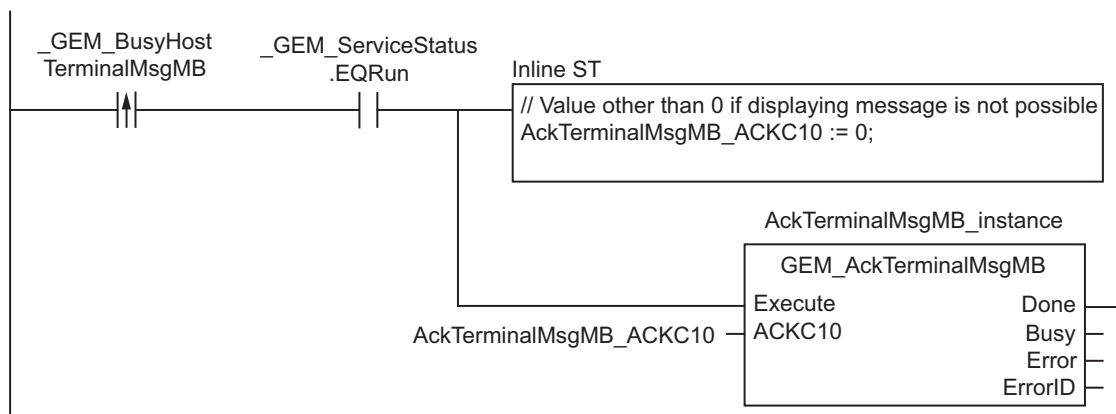 _GEM_BusyHost
TerminalMsgMB
_GEM_ServiceStatus
.EQRun
Inline ST
// Value other than 0 if displaying message is not possible
AckTerminalMsgMB_ACKC10 := 0;
AckTerminalMsgMB_instance
GEM_AckTerminalMsgMB
Execute Done
AckTerminalMsgMB_ACKC10 ACKC10 Busy
Error
ErrorID